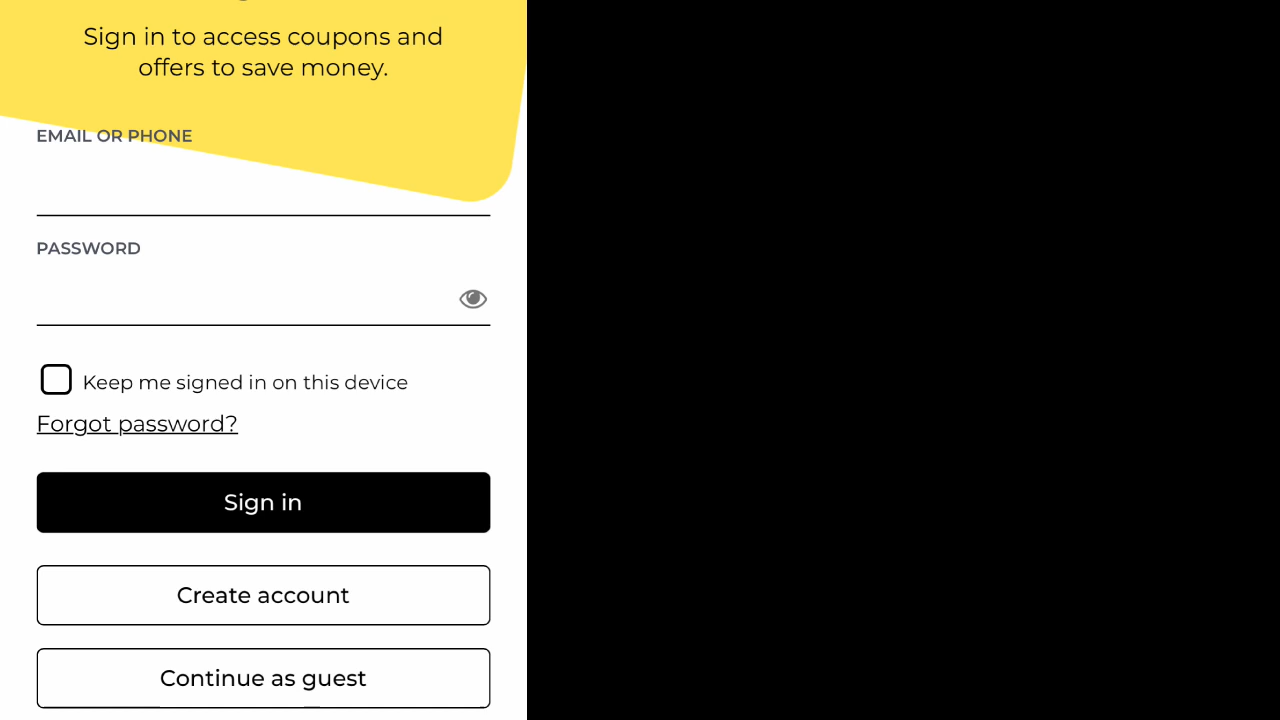 Sign in to access coupons and
offers to save money.
EMAIL OR PHONE
PASSWORD
Keep me signed in on this device
Forgot password?
Sign in
Create account
Continue as guest